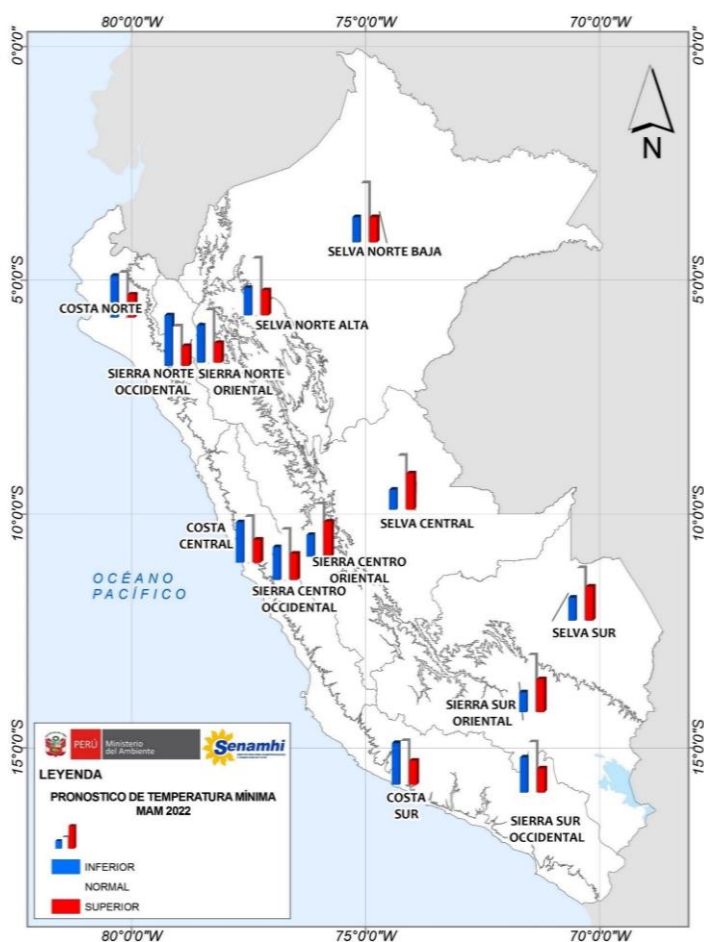 80°0'0"W 75°0'0"W 70°0'0"W
0°0'0" 0°0'0"
N
SELVA NORTE BAJA
5°0'0"S 5°0'0"S
COSTA NORTE
SELVA NORTE ALTA
SIERRA NORTE
OCCIDENTAL
SIERRA NORTE
ORIENTAL
10°0'0"S 10°0'0"S
SELVA CENTRAL
COSTA
CENTRAL
SIERRA CENTRO
ORIENTAL
SIERRA CENTRO
OCCIDENTAL
OCÉANO
PACÍFICO
SELVA SUR
SIERRA SUR
ORIENTAL
15°0'0"S 15°0'0"S
COSTA
SUR
SIERRA SUR
OCCIDENTAL
PERÚ
Ministerio
del Ambiente
Senamhi
LEYENDA
PRONOSTICO DE TEMPERATURA MÍNIMA
MAM 2022
INFERIOR
NORMAL
SUPERIOR
80°0'0"W 75°0'0"W 70°0'0"W